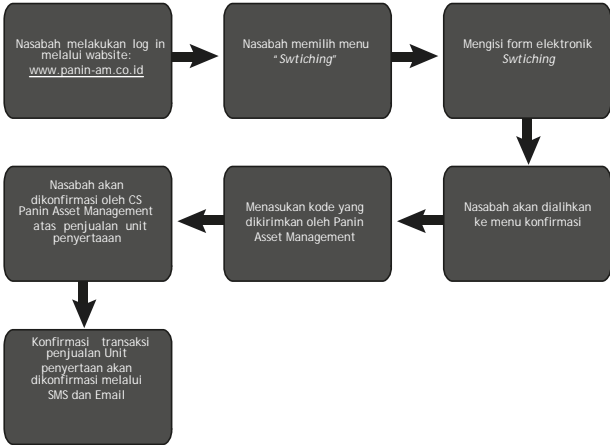 Nasabah melakukan log in
melalui website:
www.panin-am.co.id
Nasabah memilih menu
"Swtiching"
Mengisi form elektronik
Swtiching
Nasabah akan dialihkan
ke menu konfirmasi
Menasukan kode yang
dikirimkan oleh Panin
Asset Management
Nasabah akan
dikonfirmasi oleh CS
Panin Asset Management
atas penjualan unit
penyertaaan
Konfirmasi transaksi
penjualan Unit
penyertaan akan
dikonfirmasi melalui
SMS dan Email